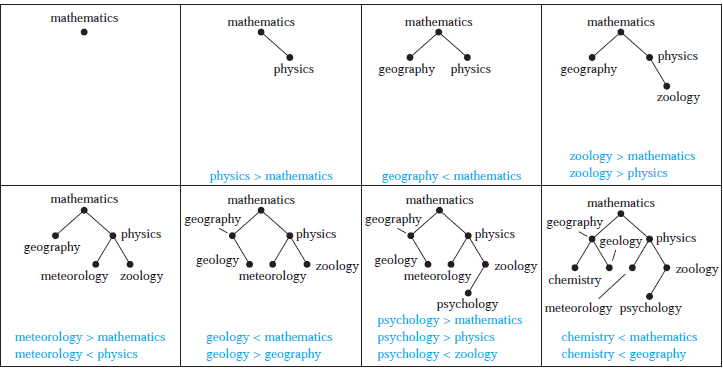 mathematics
mathematics
physics
physics > mathematics
mathematics
geography physics
geography < mathematics
mathematics
physics
geography
zoology
zoology > mathematics
zoology > physics
mathematics
physics
geography
meteorology zoology
meteorology > mathematics
meteorology < physics
mathematics
geography
physics
geology
zoology
meteorology
geology < mathematics
geology > geography
mathematics
geography
physics
geology
zoology
meteorology
psychology
psychology > mathematics
psychology > physics
psychology < zoology
mathematics
geography
geology
physics
zoology
chemistry
meteorology psychology
chemistry < mathematics
chemistry < geography